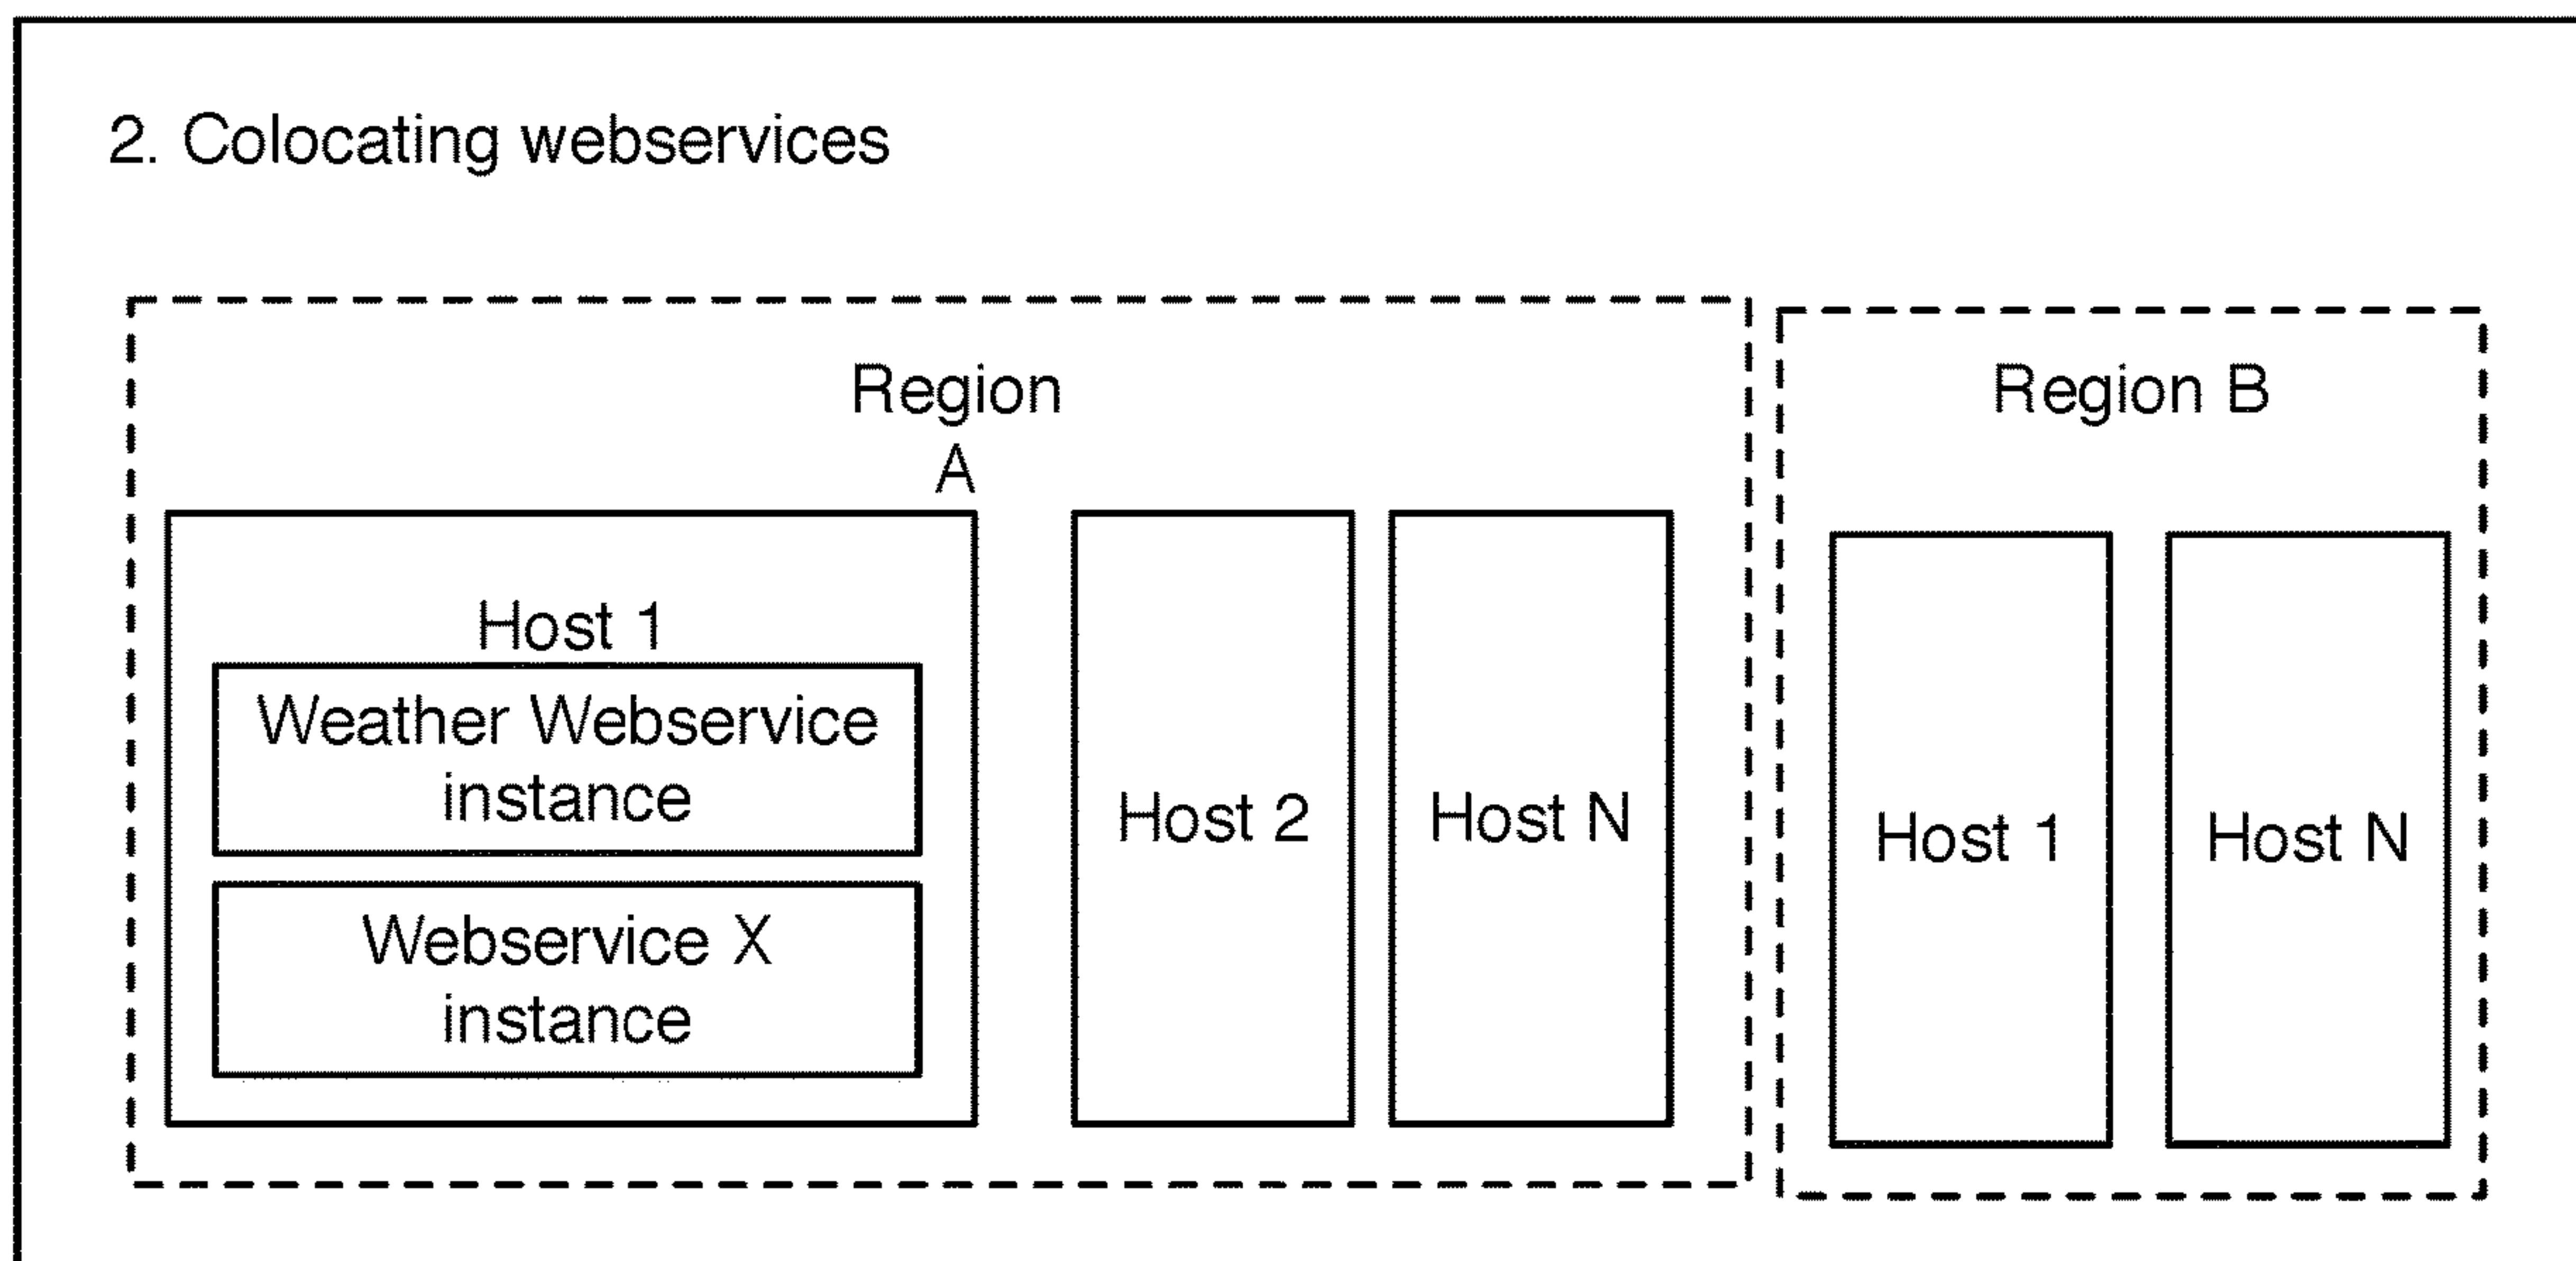 2. Colocating webservices
Region
A
Region B
Host 1
Weather Webservice
instance
Webservice X
instance
Host 2
Host N
Host 1
Host N